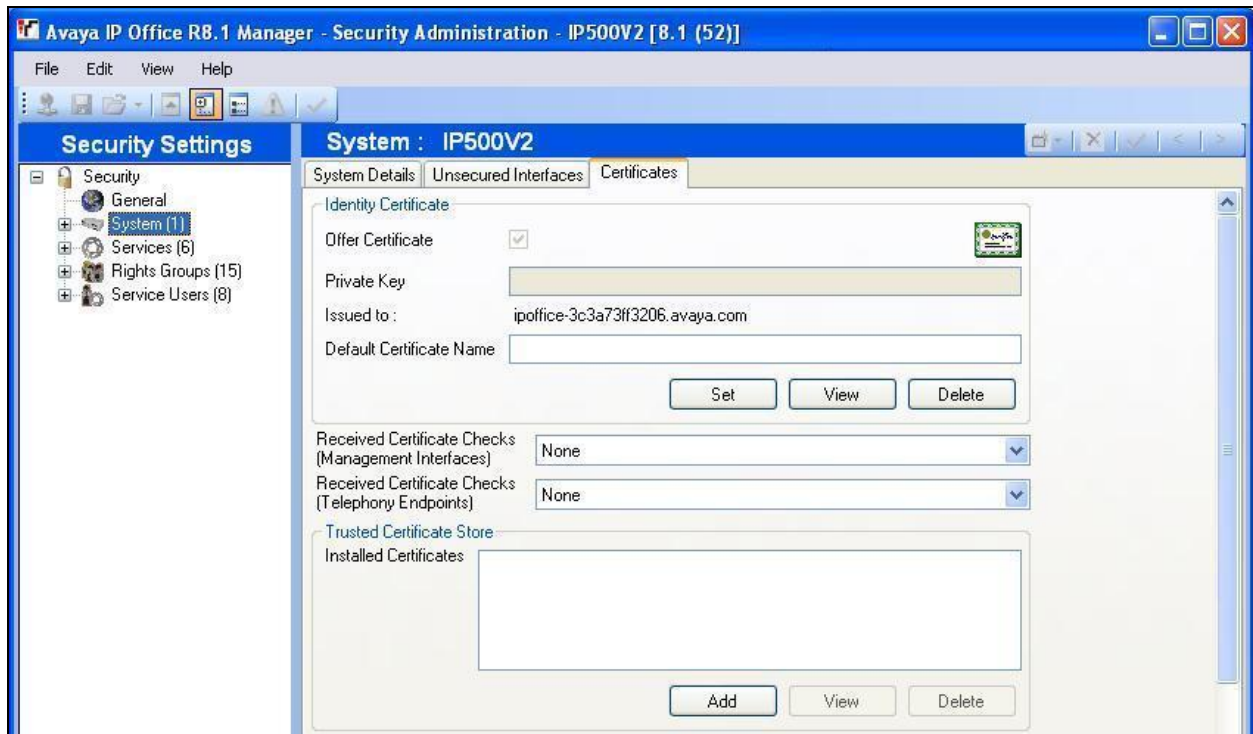 Avaya IP Office R8.1 Manager - Security Administration - IP500V2 [8.1 (52)]
File Edit View Help
Security Settings
Security
General
System (1)
Services (6)
Rights Groups (15)
Service Users (8)
System : IP500V2
System Details Unsecured Interfaces Certificates
Identity Certificate
Offer Certificate
Private Key
Issued to : ipoffice-3c3a73ff3206.avaya.com
Default Certificate Name
Set View Delete
Received Certificate Checks
(Management Interfaces) None
Received Certificate Checks
(Telephony Endpoints) None
Trusted Certificate Store
Installed Certificates
Add View Delete